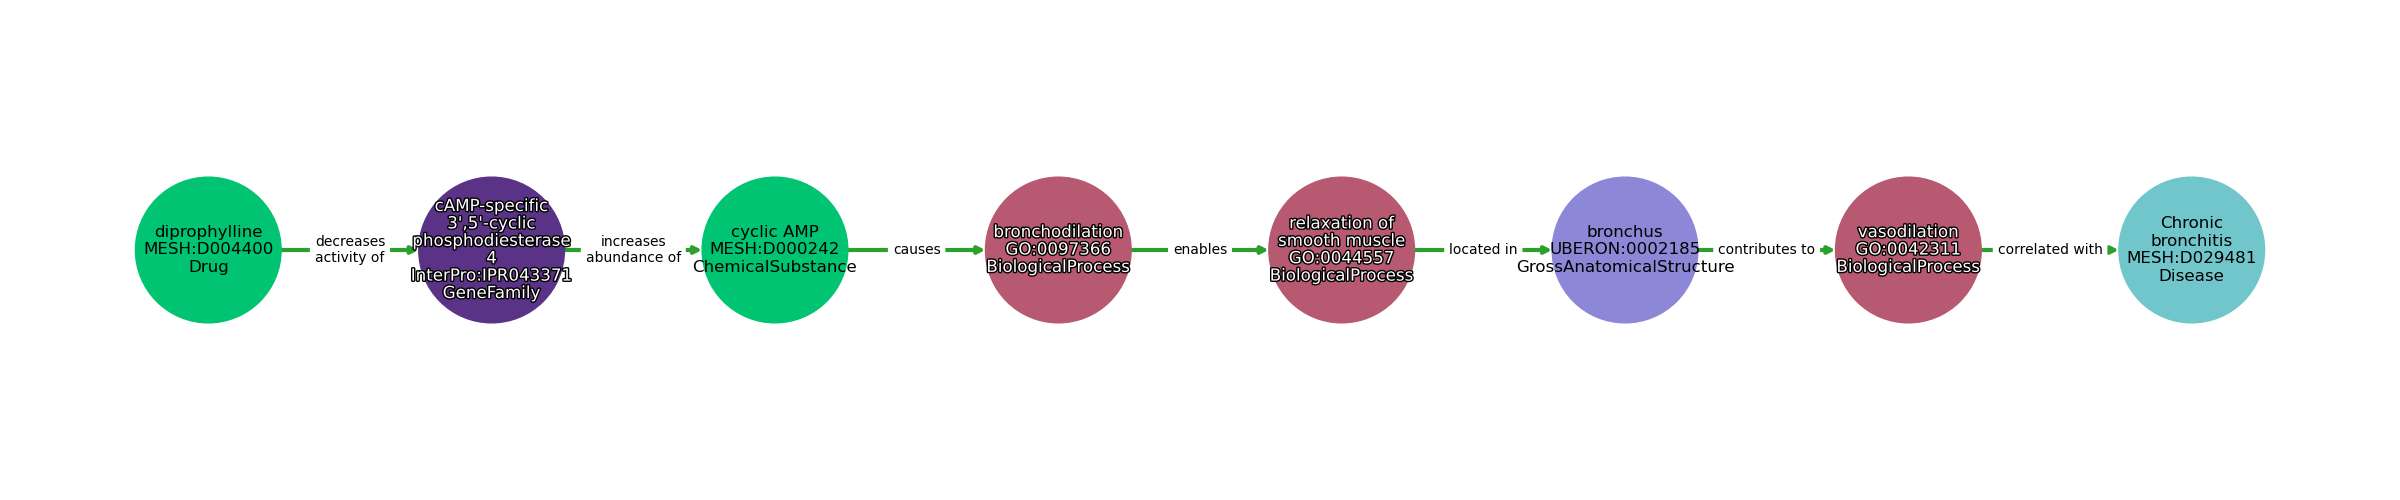 diprophylline
MESH:D004400
Drug
decreases
activity of
cAMP-specific
3',5'-cyclic
phosphodiesterase
4
InterPro:IPR043371
GeneFamily
increases
abundance of
cyclic AMP
MESH:D000242
ChemicalSubstance
causes
bronchodilation
GO:0097366
BiologicalProcess
enables
relaxation of
smooth muscle
GO:0044557
BiologicalProcess
located in
bronchus
UBERON:0002185
GrossAnatomicalStructure
contributes to
vasodilation
GO:0042311
BiologicalProcess
correlated with
Chronic
bronchitis
MESH:D029481
Disease